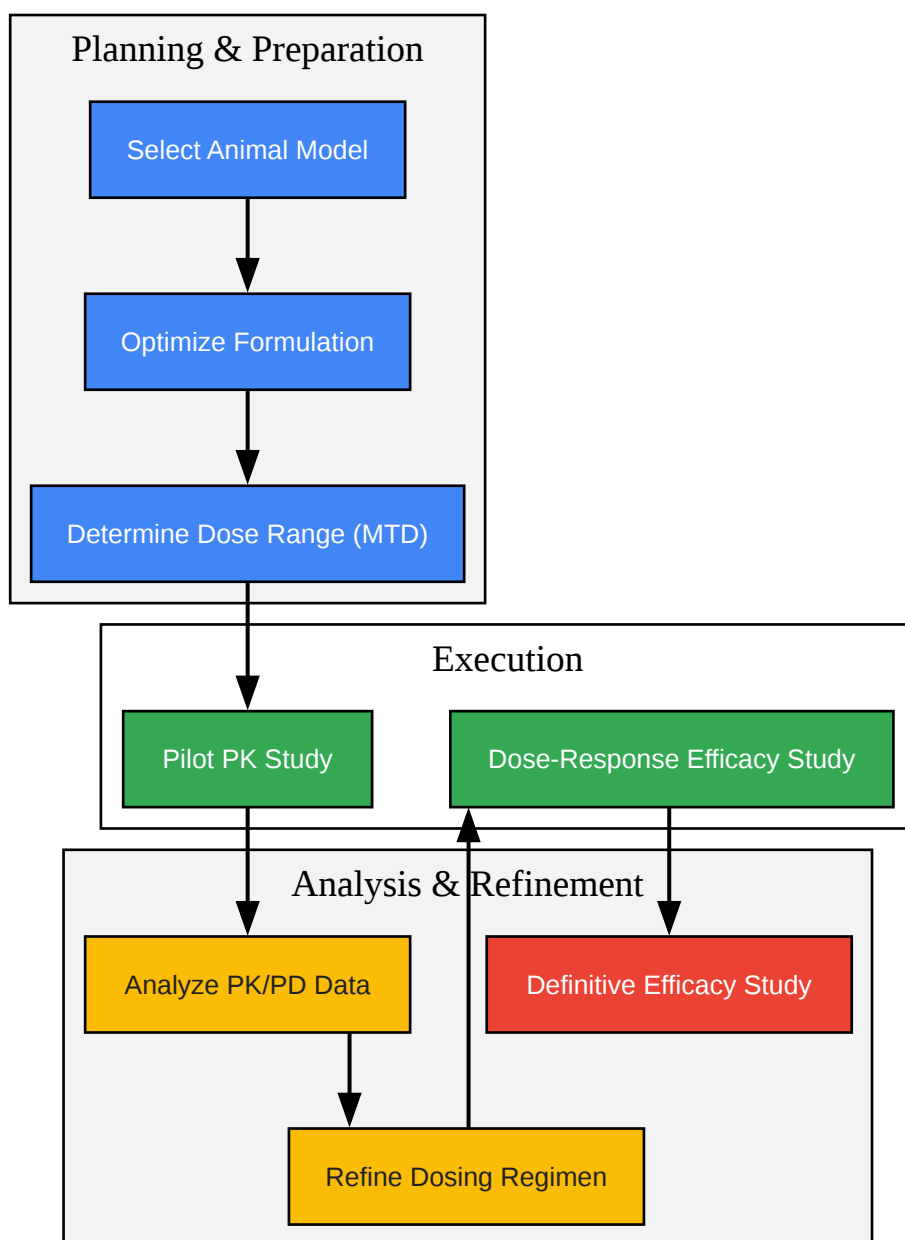 Planning & Preparation
Select Animal Model
Optimize Formulation
Determine Dose Range (MTD)
Execution
Pilot PK Study
Dose-Response Efficacy Study
Analysis & Refinement
Analyze PK/PD Data
Definitive Efficacy Study
Refine Dosing Regimen